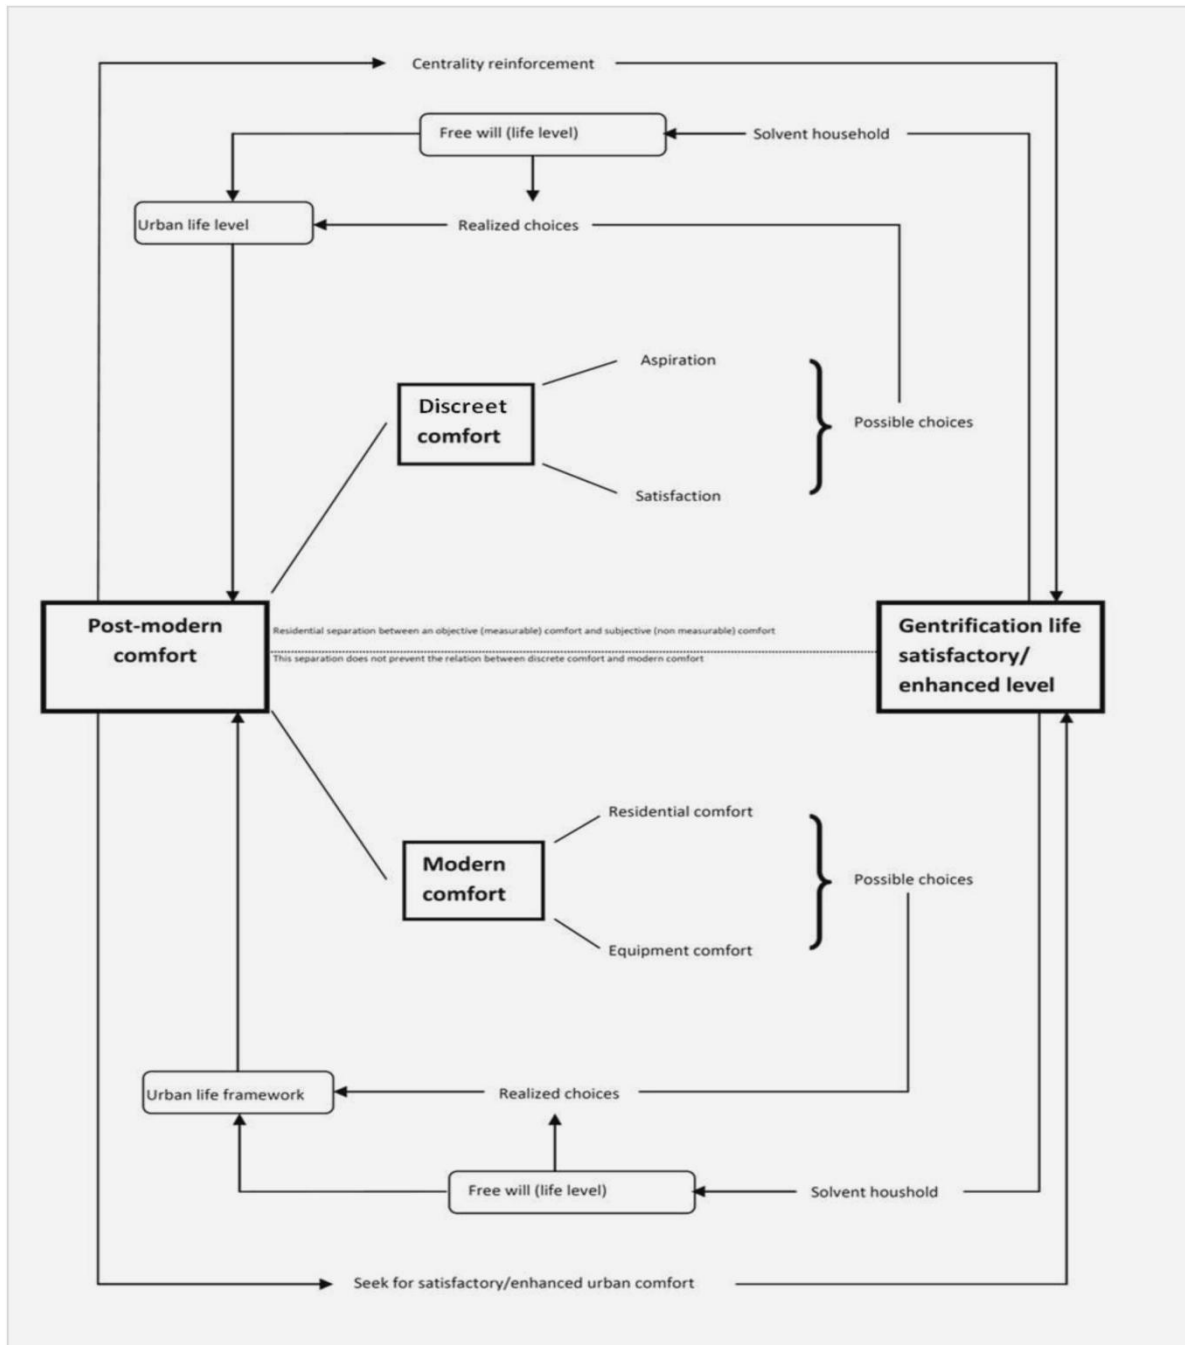 Centrality reinforcement
Free will (life level)
Solvent household
Urban life level
Realized choices
Aspiration
Discreet
comfort
Possible choices
Satisfaction
Post-modern
comfort
Residential separation between an objective (measurable) comfort and subjective (non measurable) comfort
This separation does not prevent the relation between discrete comfort and modern comfort
Gentrification life
satisfactory/
enhanced level
Residential comfort
Modern
comfort
Possible choices
Equipment comfort
Urban life framework
Realized choices
Free will (life level)
Solvent houshold
Seek for satisfactory/enhanced urban comfort